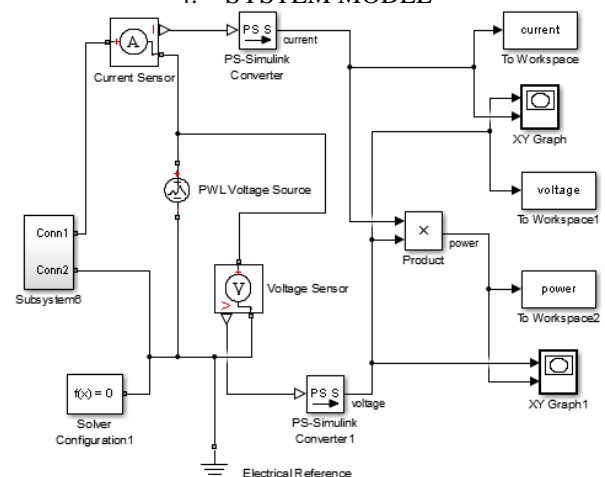 4. SYSTEM MODEL
A
I
Current Sensor
PS S
PS-Simulink
Converter
current
current
To Workspace
XY Graph
PWL Voltage Source
voltage
To Workspace1
Conn1
Conn2
Subsystem6
×
Product
power
V
V
Voltage Sensor
power
To Workspace2
f(x) = 0
Solver
Configuration1
PS S
PS-Simulink
Converter1
voltage
XY Graph1
Electrical Reference